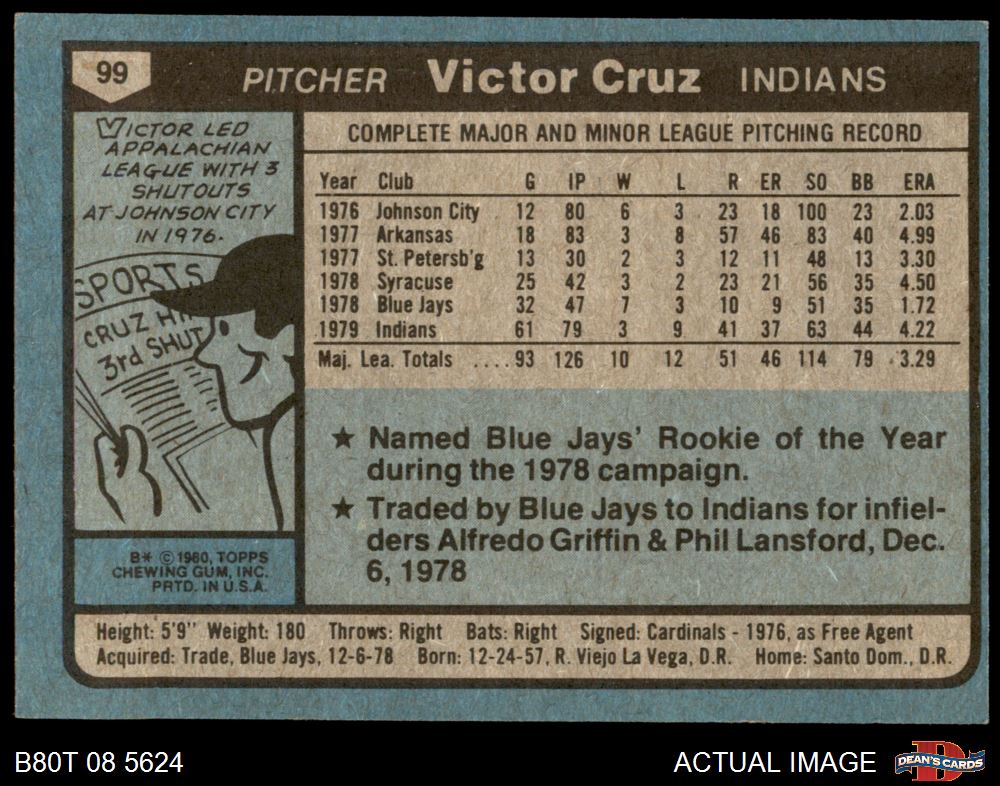 99 PITCHER Victor Cruz INDIANS
VICTOR LED
APPALACHIAN
LEAGUE WITH 3
SHUTOUTS
AT JOHNSON CITY
IN 1976.
SPORTS
CRUZ H
3rd SHUT
B* © 1980, TOPPS
CHEWING GUM, INC.
PRTD. IN U.S.A.
COMPLETE MAJOR AND MINOR LEAGUE PITCHING RECORD
Year Club G IP W L R ER SO BB ERA
1976 Johnson City 12 80 6 3 23 18 100 23 2.03
1977 Arkansas 18 83 3 8 57 46 83 40 4.99
1977 St. Petersb'g 13 30 2 3 12 11 48 13 3.30
1978 Syracuse 25 42 3 2 23 21 56 35 4.50
1978 Blue Jays 32 47 7 3 10 9 51 35 1.72
1979 Indians 61 79 3 9 41 37 63 44 4.22
Maj. Lea. Totals ....93 126 10 12 51 46 114 79 3.29
★ Named Blue Jays' Rookie of the Year
during the 1978 campaign.
★ Traded by Blue Jays to Indians for infiel-
ders Alfredo Griffin & Phil Lansford, Dec.
6, 1978
Height: 5'9" Weight: 180 Throws: Right Bats: Right Signed: Cardinals - 1976, as Free Agent
Acquired: Trade, Blue Jays, 12-6-78 Born: 12-24-57, R. Viejo La Vega, D.R. Home: Santo Dom., D.R.
B80T 08 5624 ACTUAL IMAGE DEAN'S CARDS